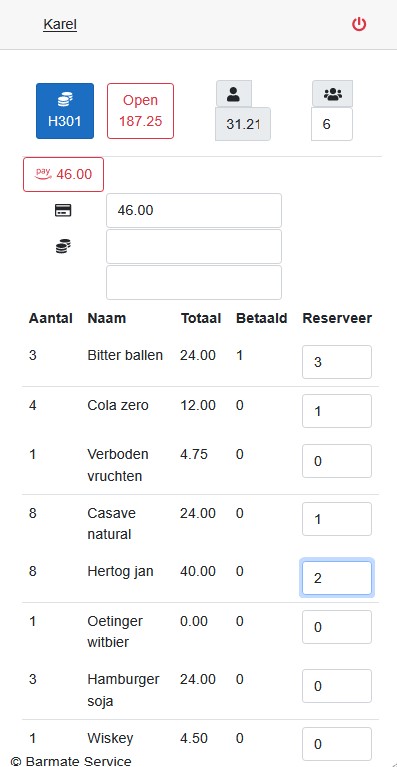 Karel
H301
Open
187.25
31.21
6
pay 46.00
46.00
Aantal Naam Totaal Betaald Reserveer
3 Bitter ballen 24.00 1 3
4 Cola zero 12.00 0 1
1 Verboden vruchten 4.75 0 0
8 Casave natural 24.00 0 1
8 Hertog jan 40.00 0 2
1 Oetinger witbier 0.00 0 0
3 Hamburger soja 24.00 0 0
1 Wiskey 4.50 0 0
© Barmate Service